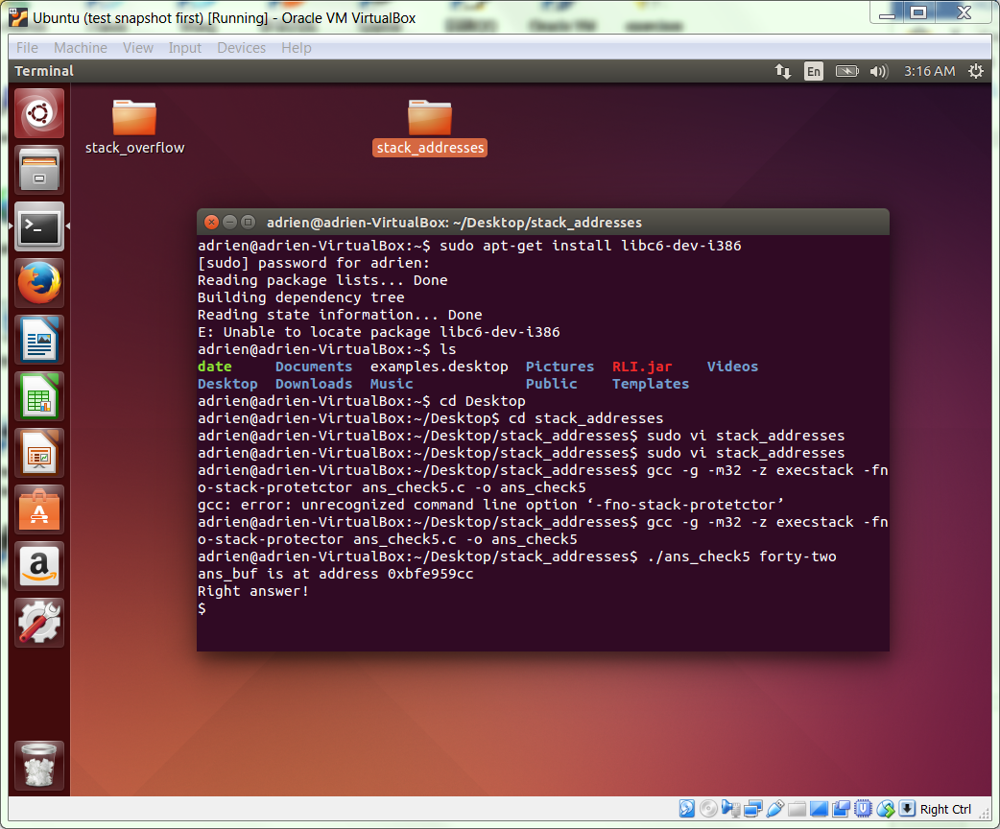 Ubuntu (test snapshot first) [Running] - Oracle VM VirtualBox
File Machine View Input Devices Help
Terminal En 3:16 AM
stack_overflow stack_addresses
adrien@adrien-VirtualBox: ~/Desktop/stack_addresses
adrien@adrien-VirtualBox:~$ sudo apt-get install libc6-dev-i386
[sudo] password for adrien:
Reading package lists... Done
Building dependency tree
Reading state information... Done
E: Unable to locate package libc6-dev-i386
adrien@adrien-VirtualBox:~$ ls
date Documents examples.desktop Pictures RLI.jar Videos
Desktop Downloads Music Public Templates
adrien@adrien-VirtualBox:~$ cd Desktop
adrien@adrien-VirtualBox:~/Desktop$ cd stack_addresses
adrien@adrien-VirtualBox:~/Desktop/stack_addresses$ sudo vi stack_addresses
adrien@adrien-VirtualBox:~/Desktop/stack_addresses$ sudo vi stack_addresses
adrien@adrien-VirtualBox:~/Desktop/stack_addresses$ gcc -g -m32 -z execstack -fn
o-stack-protetctor ans_check5.c -o ans_check5
gcc: error: unrecognized command line option ‘-fno-stack-protetctor’
adrien@adrien-VirtualBox:~/Desktop/stack_addresses$ gcc -g -m32 -z execstack -fn
o-stack-protector ans_check5.c -o ans_check5
adrien@adrien-VirtualBox:~/Desktop/stack_addresses$ ./ans_check5 forty-two
ans_buf is at address 0xbfe959cc
Right answer!
$
Right Ctrl